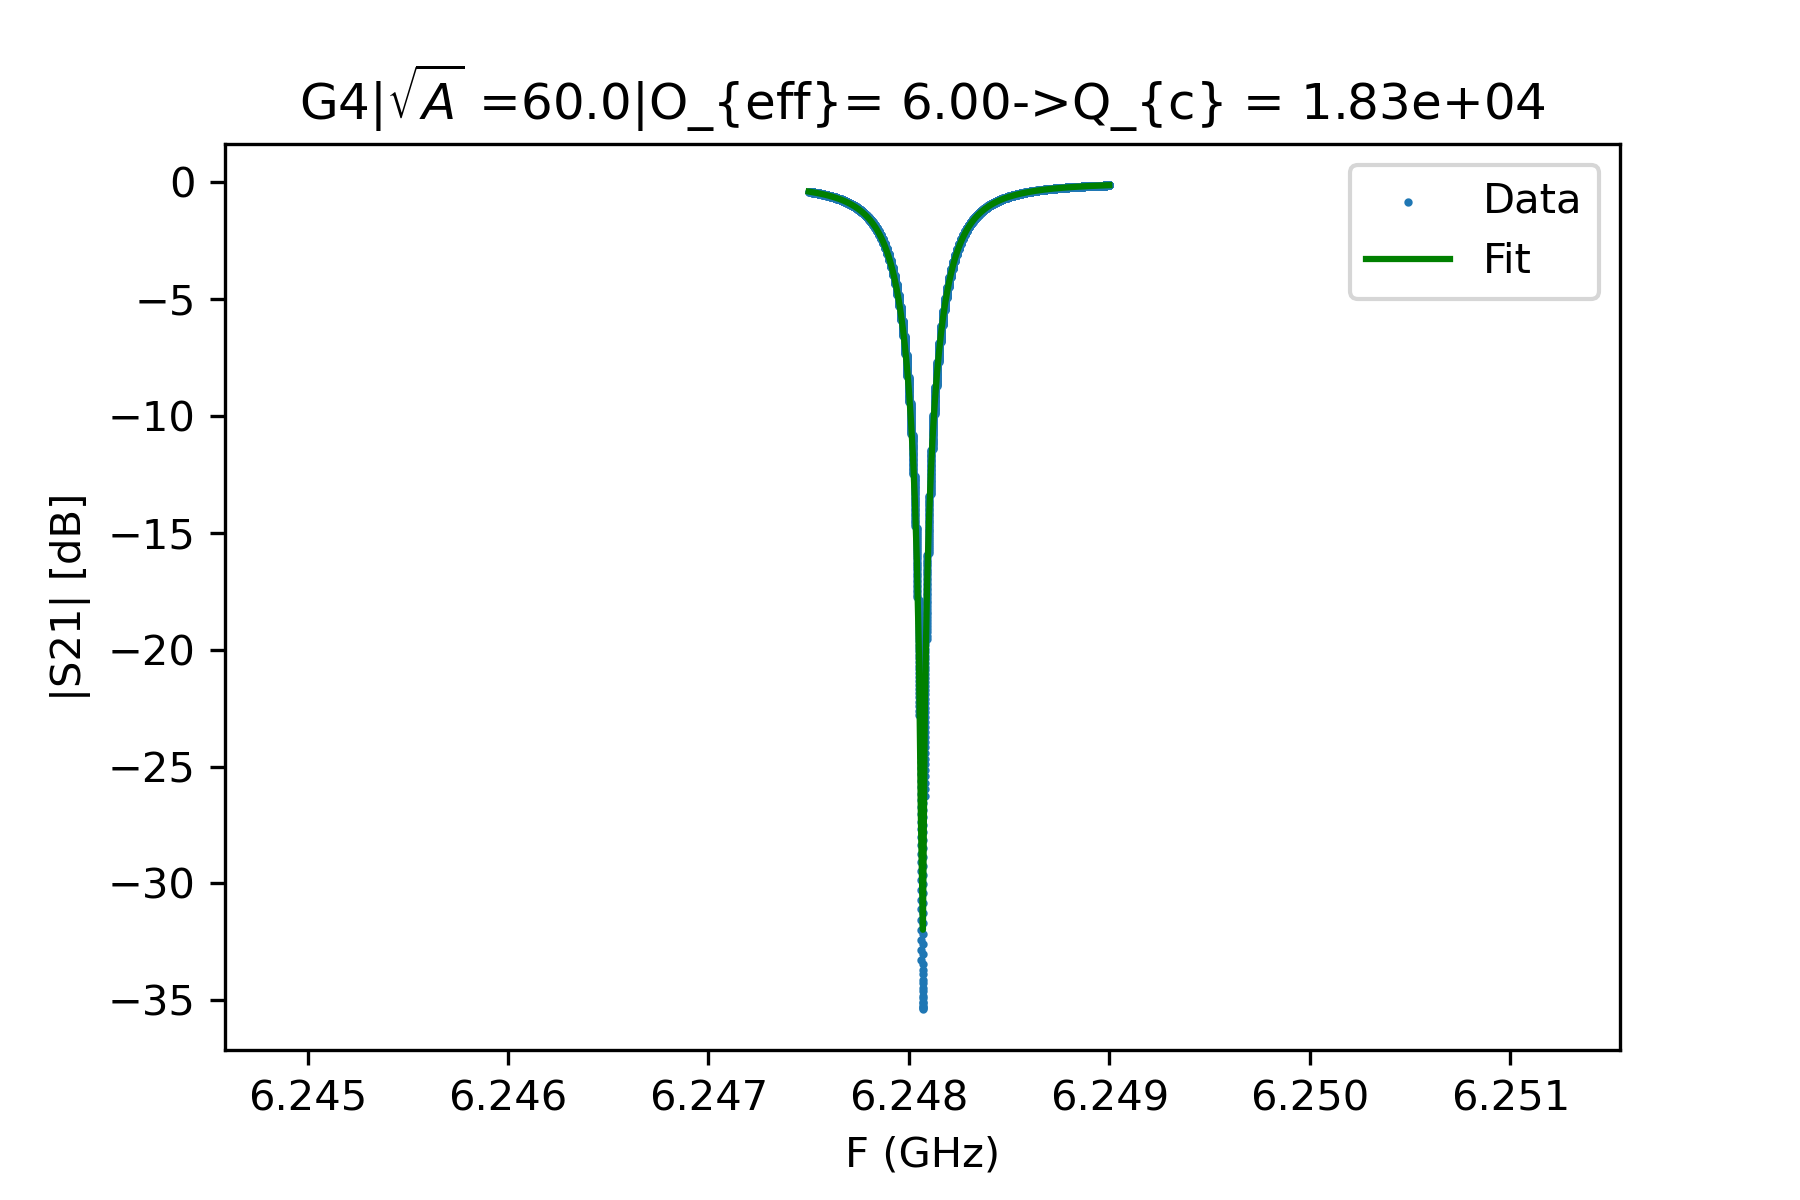 G4|√A =60.0|O_{eff}= 6.00->Q_{c} = 1.83e+04
Data
Fit
0
−5
−10
−15
−20
−25
−30
−35
|S21| [dB]
6.245 6.246 6.247 6.248 6.249 6.250 6.251
F (GHz)